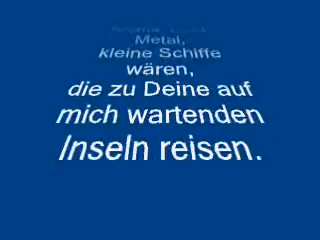 Metal,
kleine Schiffe
wären,
die zu Deine auf
mich wartenden
Inseln reisen.